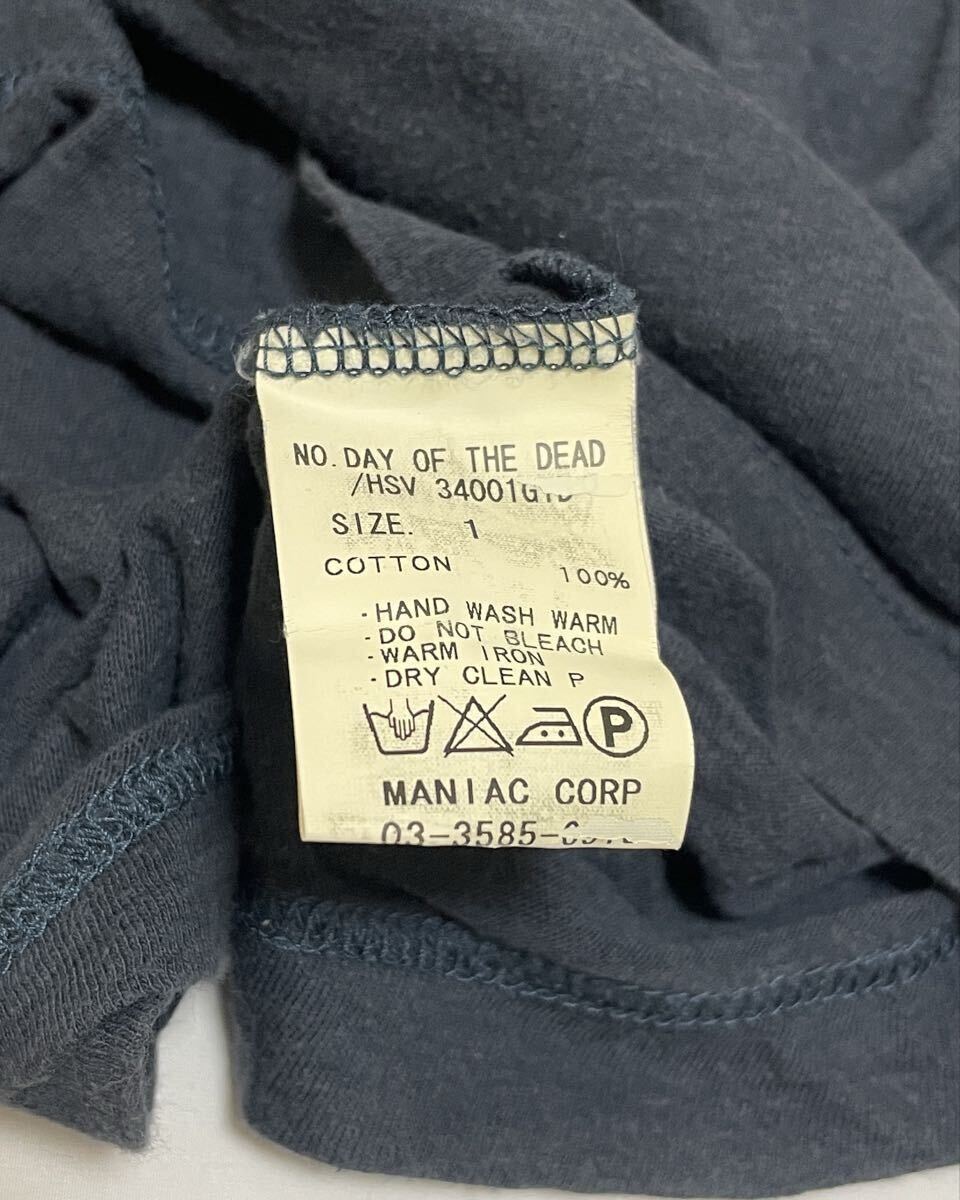 NO. DAY OF THE DEAD
/HSV
SIZE. 1
COTTON 100%
・HAND WASH WARM
・DO NOT BLEACH
・WARM IRON
・DRY CLEAN P
P
MANIAC CORP